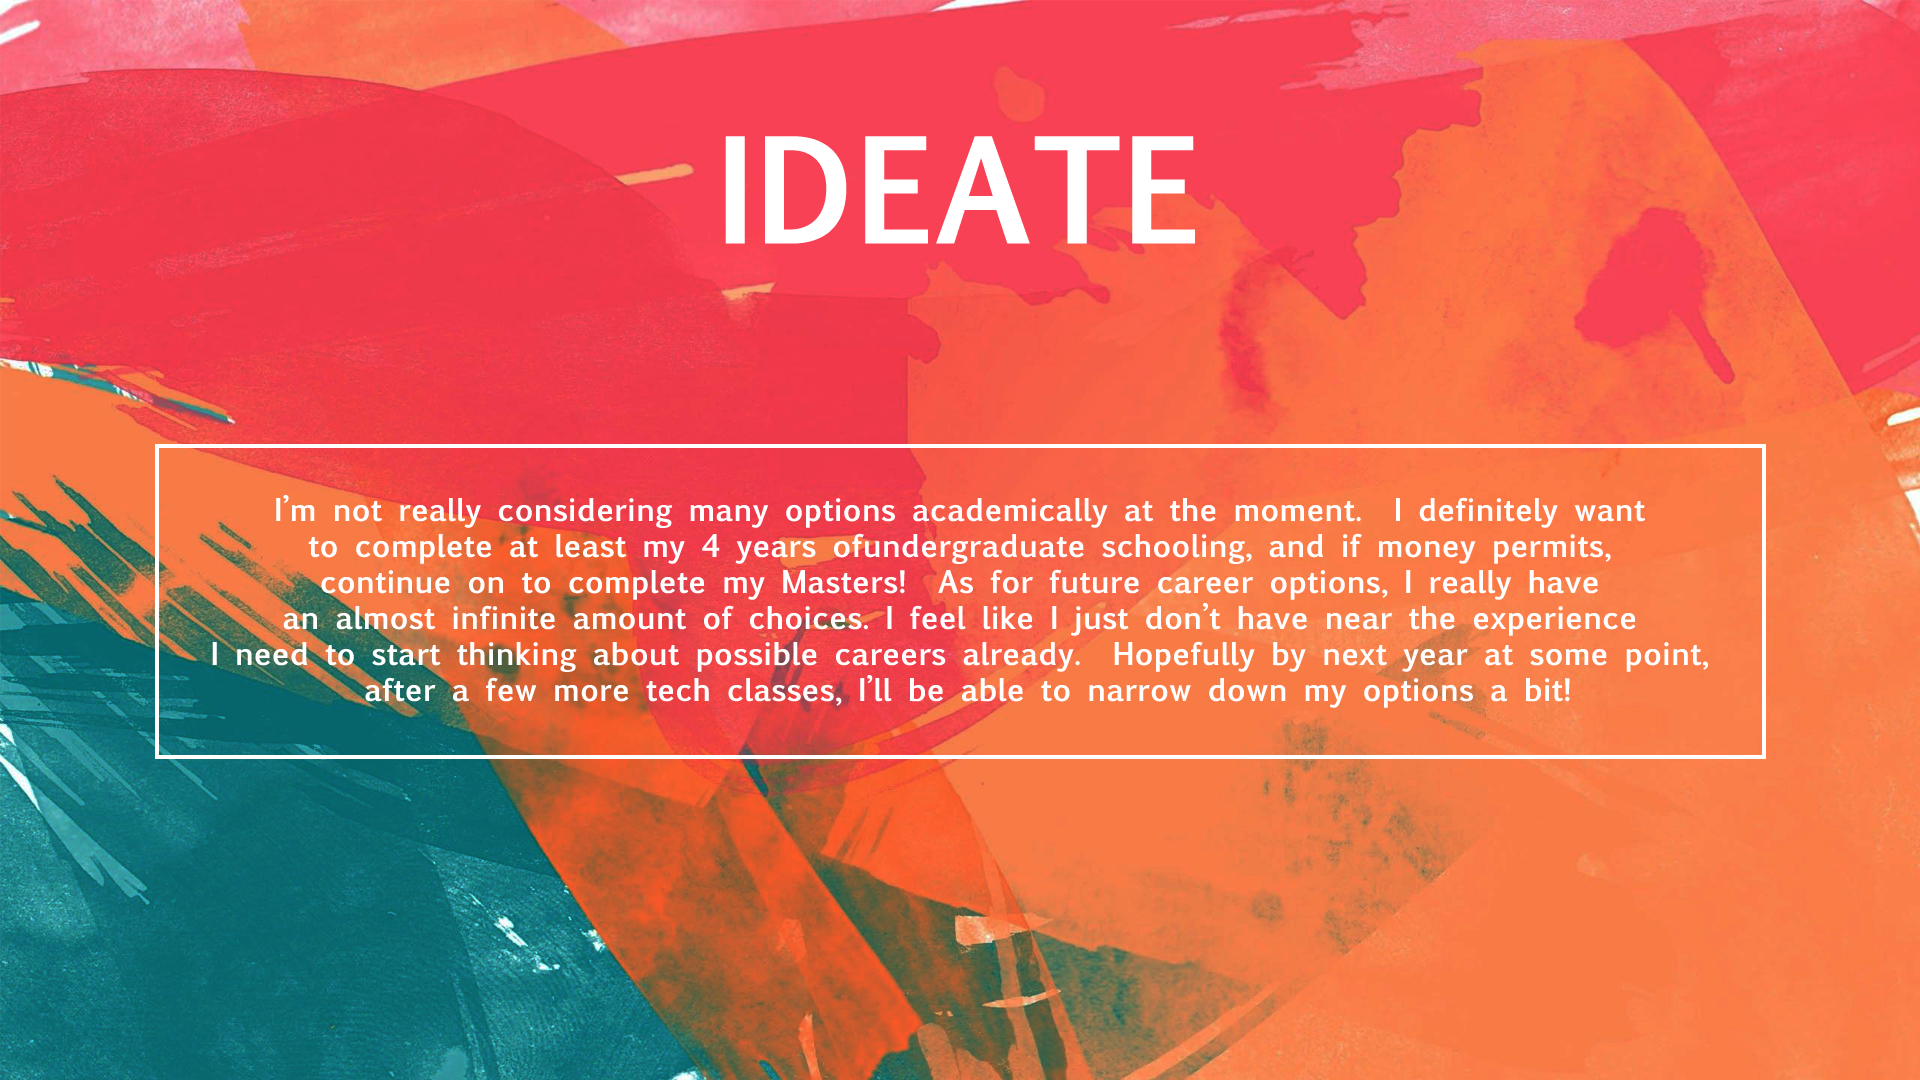 IDEATE
I’m not really considering many options academically at the moment.  I definitely want
to complete at least my 4 years ofundergraduate schooling, and if money permits,
continue on to complete my Masters!  As for future career options, I really have
an almost infinite amount of choices. I feel like I just don’t have near the experience
I need to start thinking about possible careers already.  Hopefully by next year at some point,
after a few more tech classes, I’ll be able to narrow down my options a bit!